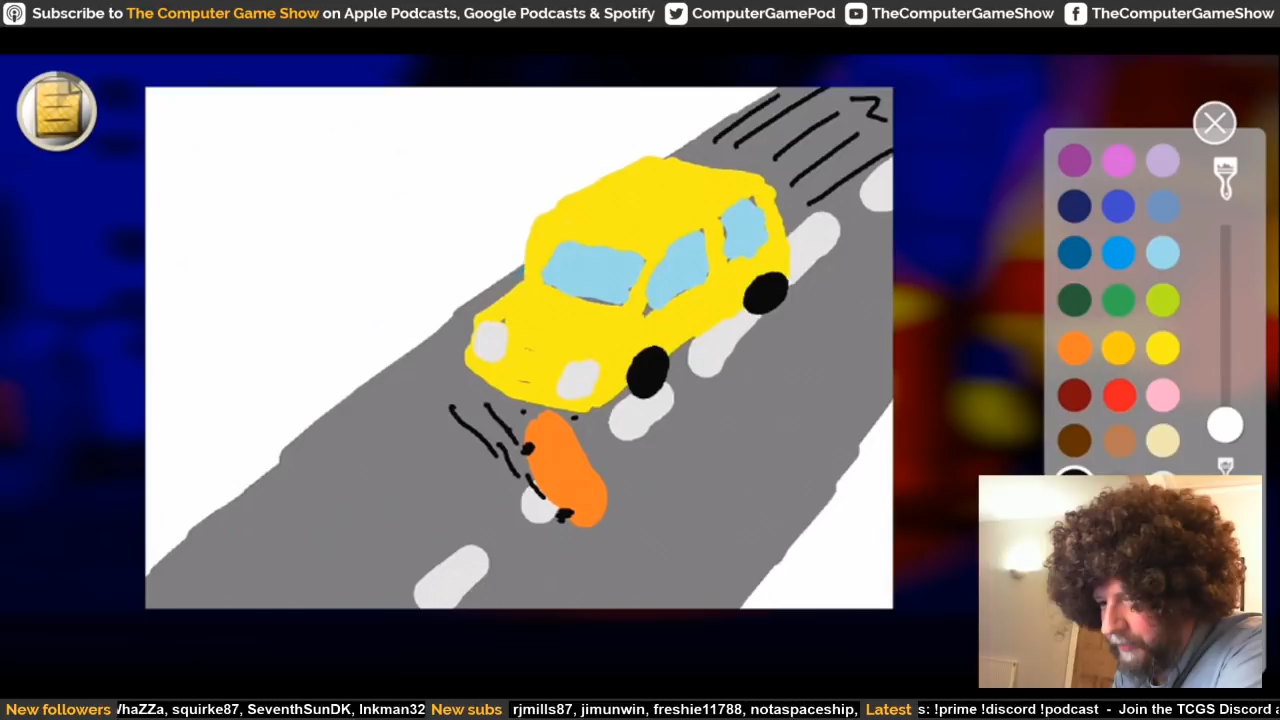 Subscribe to The Computer Game Show on Apple Podcasts, Google Podcasts & Spotify ComputerGamePod TheComputerGameShow TheComputerGameShow
New followers haZZa, squirke87, SeventhSunDK, Inkman32 New subs rjmills87, jimunwin, freshie11788, notaspaceship, Latest s: !prime !discord !podcast - Join the TCGS Discord